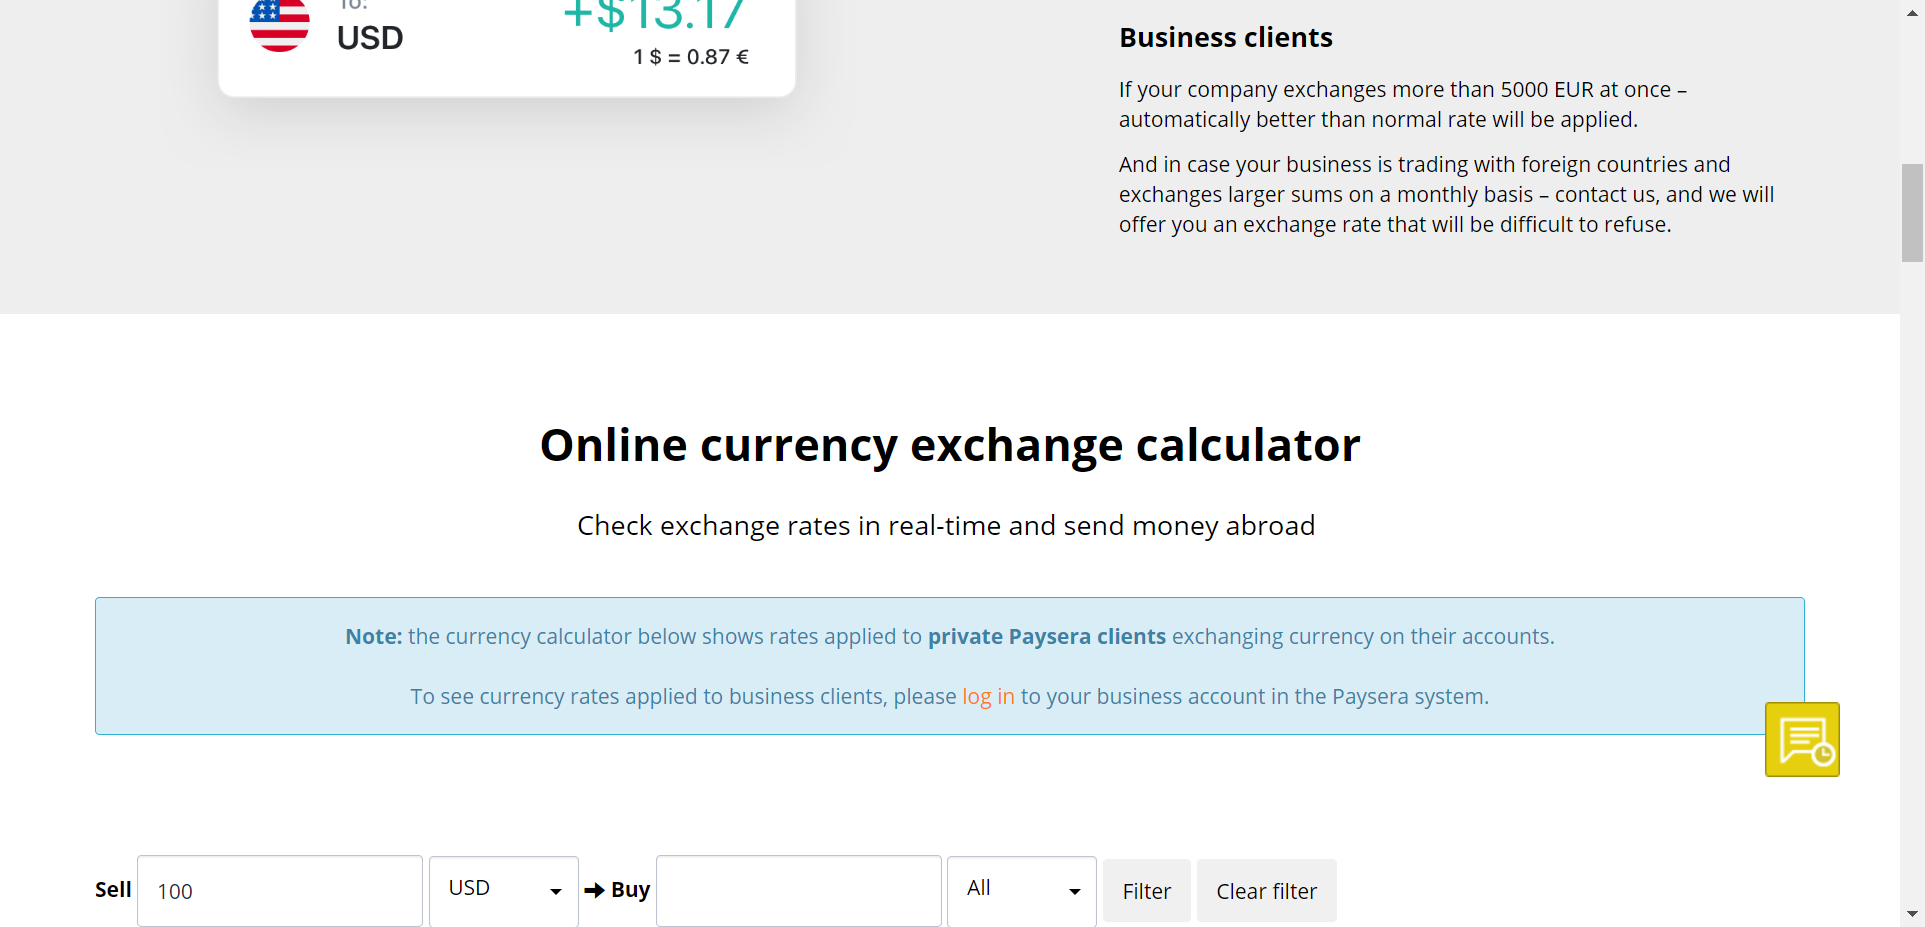 To:
USD
+$13.17
1 $ = 0.87 €
Business clients
If your company exchanges more than 5000 EUR at once –
automatically better than normal rate will be applied.
And in case your business is trading with foreign countries and
exchanges larger sums on a monthly basis – contact us, and we will
offer you an exchange rate that will be difficult to refuse.
Online currency exchange calculator
Check exchange rates in real-time and send money abroad
Note: the currency calculator below shows rates applied to private Paysera clients exchanging currency on their accounts.
To see currency rates applied to business clients, please log in to your business account in the Paysera system.
Sell 100 USD Buy All Filter Clear filter